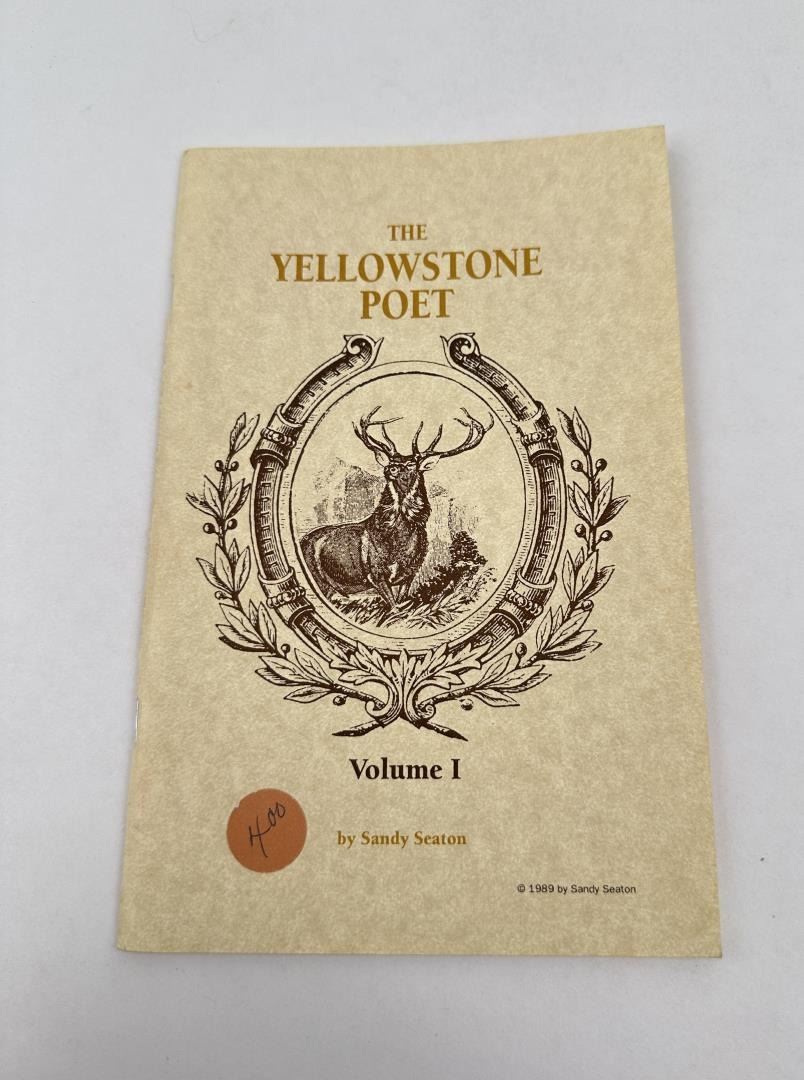 THE
YELLOWSTONE
POET
Volume I
4 00
by Sandy Seaton
© 1989 by Sandy Seaton